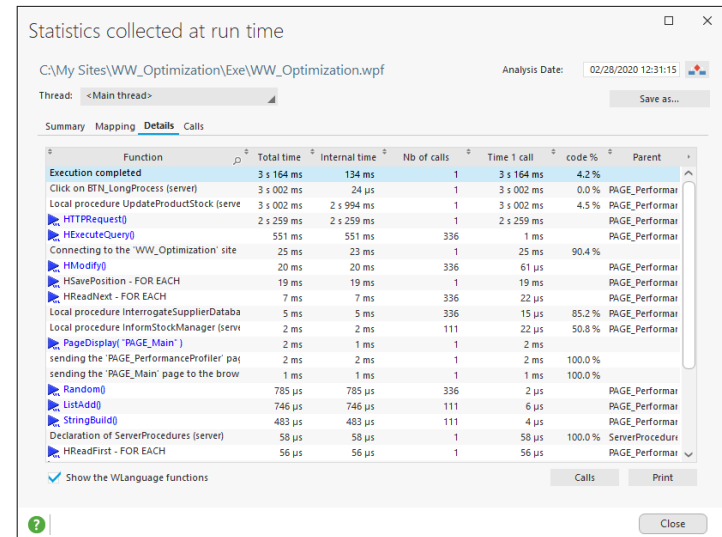 Statistics collected at run time
C:\My Sites\WW_Optimization\Exe\WW_Optimization.wpf Analysis Date: 02/28/2020 12:31:15
Thread: <Main thread> Save as...
Summary Mapping Details Calls
Function Total time Internal time Nb of calls Time 1 call code % Parent
Execution completed 3 s 164 ms 134 ms 1 3 s 164 ms 4.2 %
Click on BTN_LongProcess (server) 3 s 002 ms 24 µs 1 3 s 002 ms 0.0 % PAGE_Performar
Local procedure UpdateProductStock (serve 3 s 002 ms 2 s 994 ms 1 3 s 002 ms 4.5 % PAGE_Performar
HTTPRequest() 2 s 259 ms 2 s 259 ms 1 2 s 259 ms PAGE_Performar
HExecuteQuery() 551 ms 551 ms 336 1 ms PAGE_Performar
Connecting to the 'WW_Optimization' site 25 ms 23 ms 1 25 ms 90.4 %
HModify() 20 ms 20 ms 336 61 µs PAGE_Performar
HSavePosition - FOR EACH 19 ms 19 ms 1 19 ms PAGE_Performar
HReadNext - FOR EACH 7 ms 7 ms 336 22 µs PAGE_Performar
Local procedure InterrogateSupplierDataba 5 ms 5 ms 336 15 µs 85.2 % PAGE_Performar
Local procedure InformStockManager (serve 2 ms 2 ms 111 22 µs 50.8 % PAGE_Performar
PageDisplay( "PAGE_Main" ) 2 ms 1 ms 1 2 ms
sending the 'PAGE_PerformanceProfiler' pag 2 ms 2 ms 1 2 ms 100.0 %
sending the 'PAGE_Main' page to the brow 1 ms 1 ms 1 1 ms 100.0 %
Random() 785 µs 785 µs 336 2 µs PAGE_Performar
ListAdd() 746 µs 746 µs 111 6 µs PAGE_Performar
StringBuild() 483 µs 483 µs 111 4 µs PAGE_Performar
Declaration of ServerProcedures (server) 58 µs 58 µs 1 58 µs 100.0 % ServerProcedure
HReadFirst - FOR EACH 56 µs 56 µs 1 56 µs PAGE_Performar
Show the WLanguage functions Calls Print
? Close